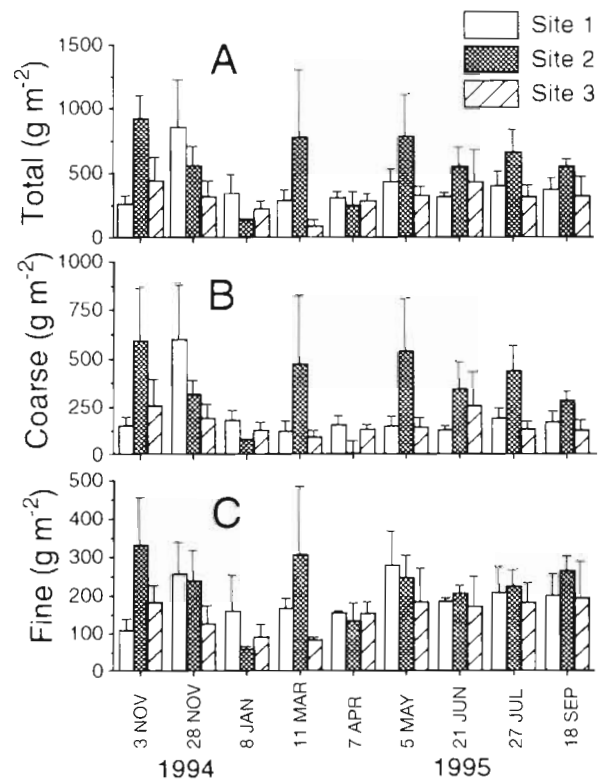 Site 1
Site 2
Site 3
A
Total (g m-2)
1500
1000
500
0
B
Coarse (g m-2)
1000
750
500
250
0
C
Fine (g m-2)
500
400
300
200
100
0
3 NOV
28 NOV
8 JAN
11 MAR
7 APR
5 MAY
21 JUN
27 JUL
18 SEP
1994
1995